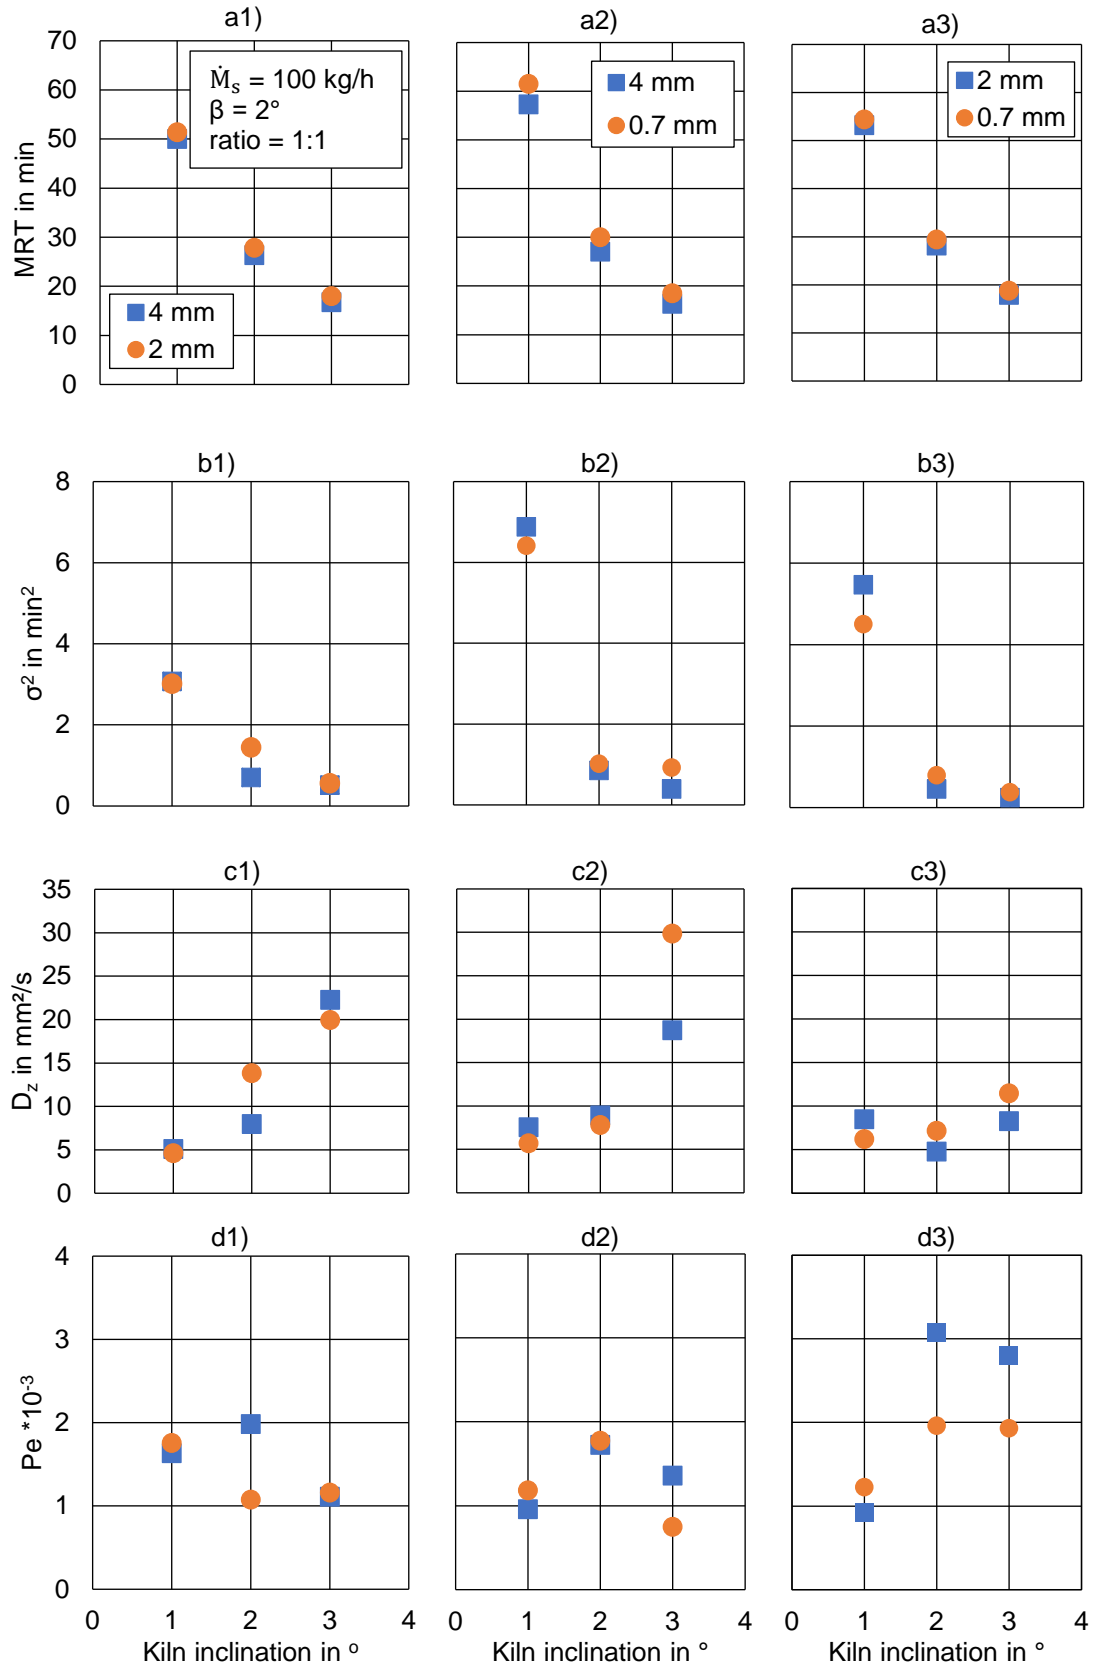 a1)
a2)
a3)
70
60
50
40
30
20
10
0
MRT in min
Ṁs = 100 kg/h
β = 2°
ratio = 1:1
4 mm
2 mm
4 mm
0.7 mm
2 mm
0.7 mm
b1)
b2)
b3)
8
6
4
2
0
σ² in min²
c1)
c2)
c3)
35
30
25
20
15
10
5
0
D_z in mm²/s
d1)
d2)
d3)
4
3
2
1
0
Pe *10⁻³
0 1 2 3 4
0 1 2 3 4
0 1 2 3 4
Kiln inclination in º
Kiln inclination in °
Kiln inclination in °